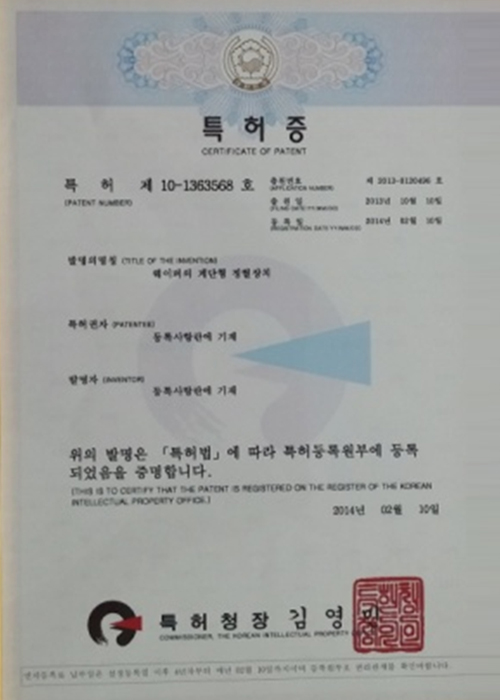 특허증
CERTIFICATE OF PATENT
특 허 제 10-1363568 호
(PATENT NUMBER)
출원번호 제 2013-0120496 호
(APPLICATION NUMBER)
출원일 2013년 10월 10일
(FILING DATE:YY/MM/DD)
등록일 2014년 02월 10일
(REGISTRATION DATE:YY/MM/DD)
발명의명칭 (TITLE OF THE INVENTION)
웨이퍼의 계단형 정렬장치
특허권자 (PATENTEE)
등록사항란에 기재
발명자 (INVENTOR)
등록사항란에 기재
위의 발명은 「특허법」에 따라 특허등록원부에 등록
되었음을 증명합니다.
(THIS IS TO CERTIFY THAT THE PATENT IS REGISTERED ON THE REGISTER OF THE KOREAN
INTELLECTUAL PROPERTY OFFICE.)
2014년 02월 10일
특허청장 김영민
COMMISSIONER, THE KOREAN INTELLECTUAL PROPERTY